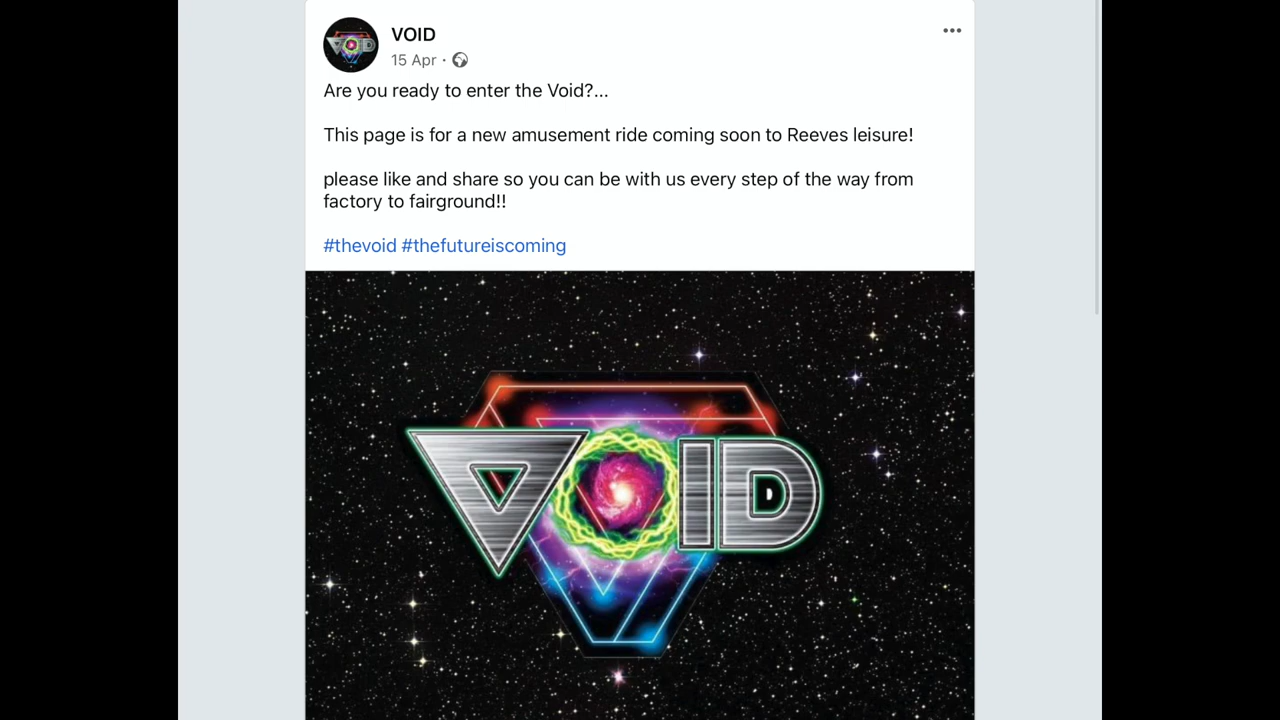 VOID
VOID
15 Apr ·
Are you ready to enter the Void?...
This page is for a new amusement ride coming soon to Reeves leisure!
please like and share so you can be with us every step of the way from
factory to fairground!!
#thevoid #thefutureiscoming
VOID